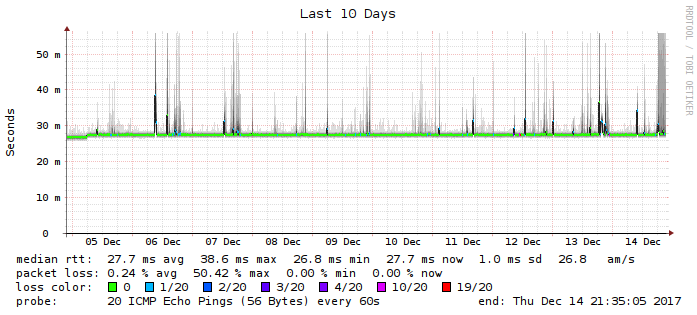 Last 10 Days
RRDTOOL / TOBI OETIKER
Seconds
50 m
40 m
30 m
20 m
10 m
0
05 Dec 06 Dec 07 Dec 08 Dec 09 Dec 10 Dec 11 Dec 12 Dec 13 Dec 14 Dec
median rtt: 27.7 ms avg 38.6 ms max 26.8 ms min 27.7 ms now 1.0 ms sd 26.8 am/s
packet loss: 0.24 % avg 50.42 % max 0.00 % min 0.00 % now
loss color: 0 1/20 2/20 3/20 4/20 10/20 19/20
probe: 20 ICMP Echo Pings (56 Bytes) every 60s end: Thu Dec 14 21:35:05 2017